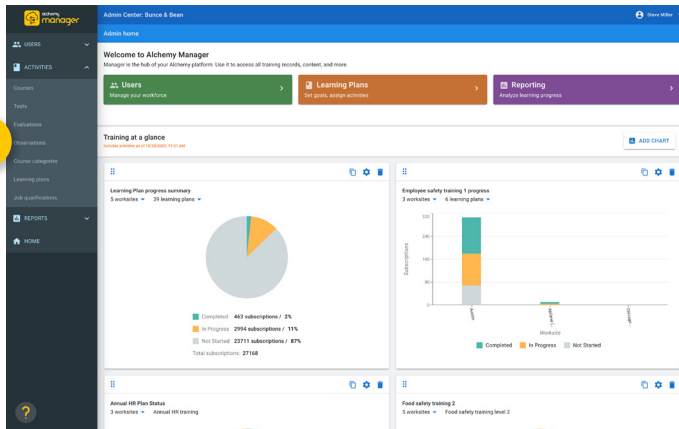 alchemy
manager
Admin Center: Bunce & Bean
Steve Miller
Admin home
USERS
ACTIVITIES
Courses
Tests
Evaluations
Observations
Course categories
Learning plans
Job qualifications
REPORTS
HOME
?
Welcome to Alchemy Manager
Manager is the hub of your Alchemy platform. Use it to access all training records, content, and more.
Users
Manage your workforce
Learning Plans
Set goals, assign activities
Reporting
Analyze learning progress
Training at a glance
ADD CHART
Learning Plan progress summary
5 worksites 39 learning plans
Completed 463 subscriptions / 2%
In Progress 2994 subscriptions / 11%
Not Started 23711 subscriptions / 87%
Total subscriptions: 27168
Employee safety training 1 progress
3 worksites 6 learning plans
Subscriptions
320
240
160
80
0
Austin
Chicago
Worksite
Completed In Progress Not Started
Annual HR Plan Status
3 worksites Annual HR training
Food safety training 2
5 worksites Food safety training level 2